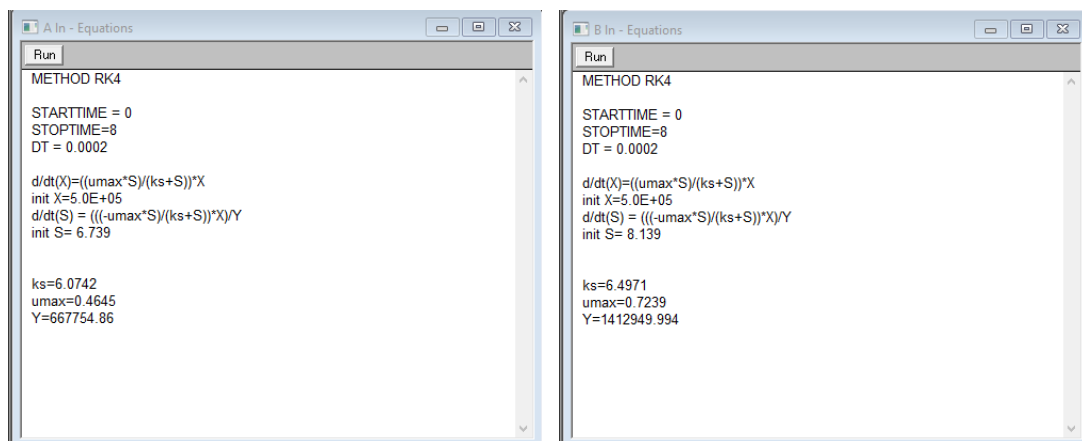 A In - Equations
Run
METHOD RK4
STARTTIME = 0
STOPTIME=8
DT = 0.0002
d/dt(X)=((umax*S)/(ks+S))*X
init X=5.0E+05
d/dt(S) = (((-umax*S)/(ks+S))*X)/Y
init S= 6.739
ks=6.0742
umax=0.4645
Y=667754.86
B In - Equations
Run
METHOD RK4
STARTTIME = 0
STOPTIME=8
DT = 0.0002
d/dt(X)=((umax*S)/(ks+S))*X
init X=5.0E+05
d/dt(S) = (((-umax*S)/(ks+S))*X)/Y
init S= 8.139
ks=6.4971
umax=0.7239
Y=1412949.994